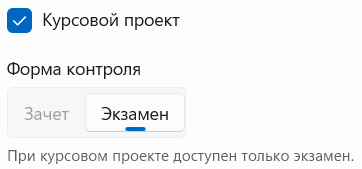 Курсовой проект
Форма контроля
Зачет Экзамен
При курсовом проекте доступен только экзамен.